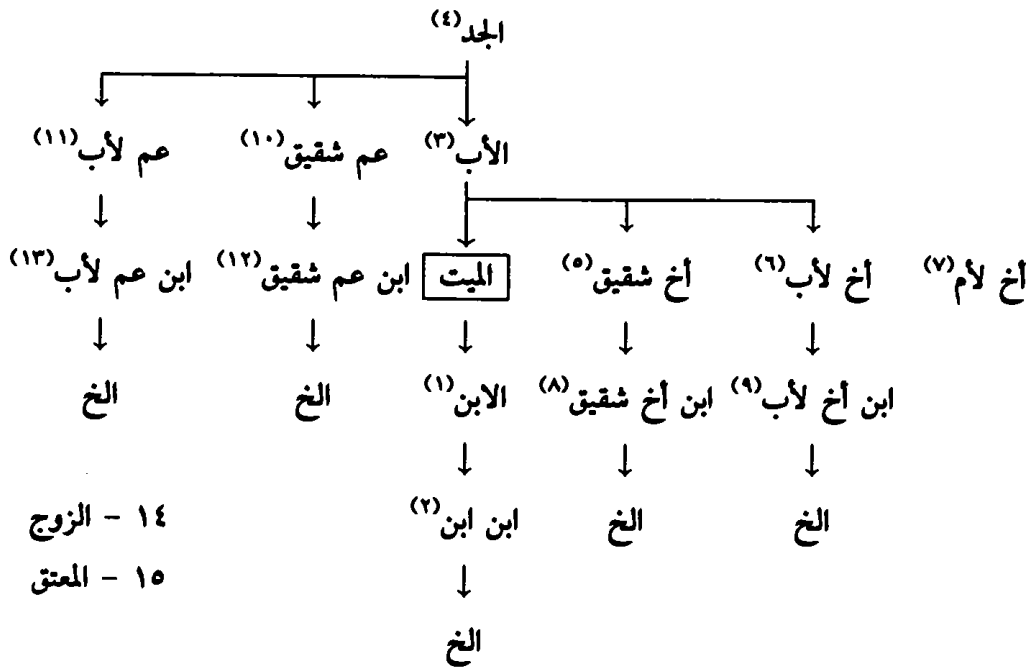 الجد(٤)
الأب(٣) عم شقيق(١٠) عم لأب(١١)
أخ لأم(٧) أخ لأب(٦) أخ شقيق(٥) الميت ابن عم شقيق(١٢) ابن عم لأب(١٣)
ابن أخ لأب(٩) ابن أخ شقيق(٨) الابن(١) الخ الخ
الخ الخ ابن ابن(٢) ١٤ - الزوج
١٥ - المعتق
الخ